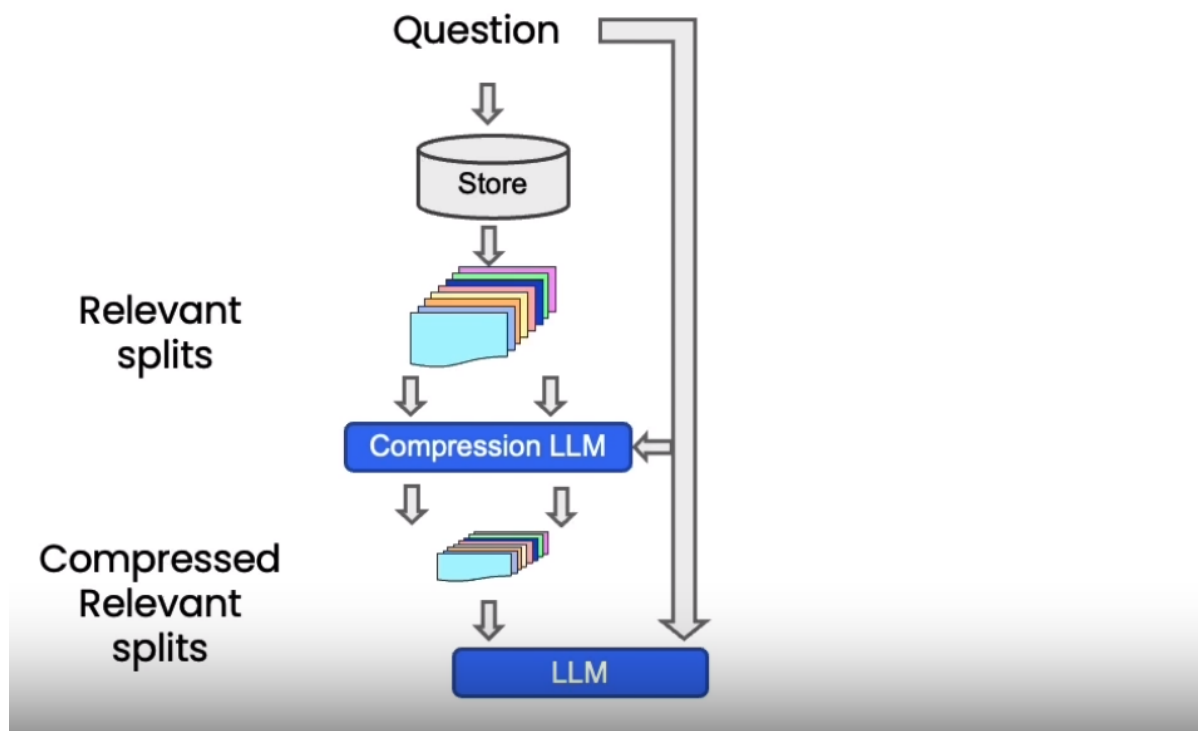 Question
Store
Relevant
splits
Compression LLM
Compressed
Relevant
splits
LLM